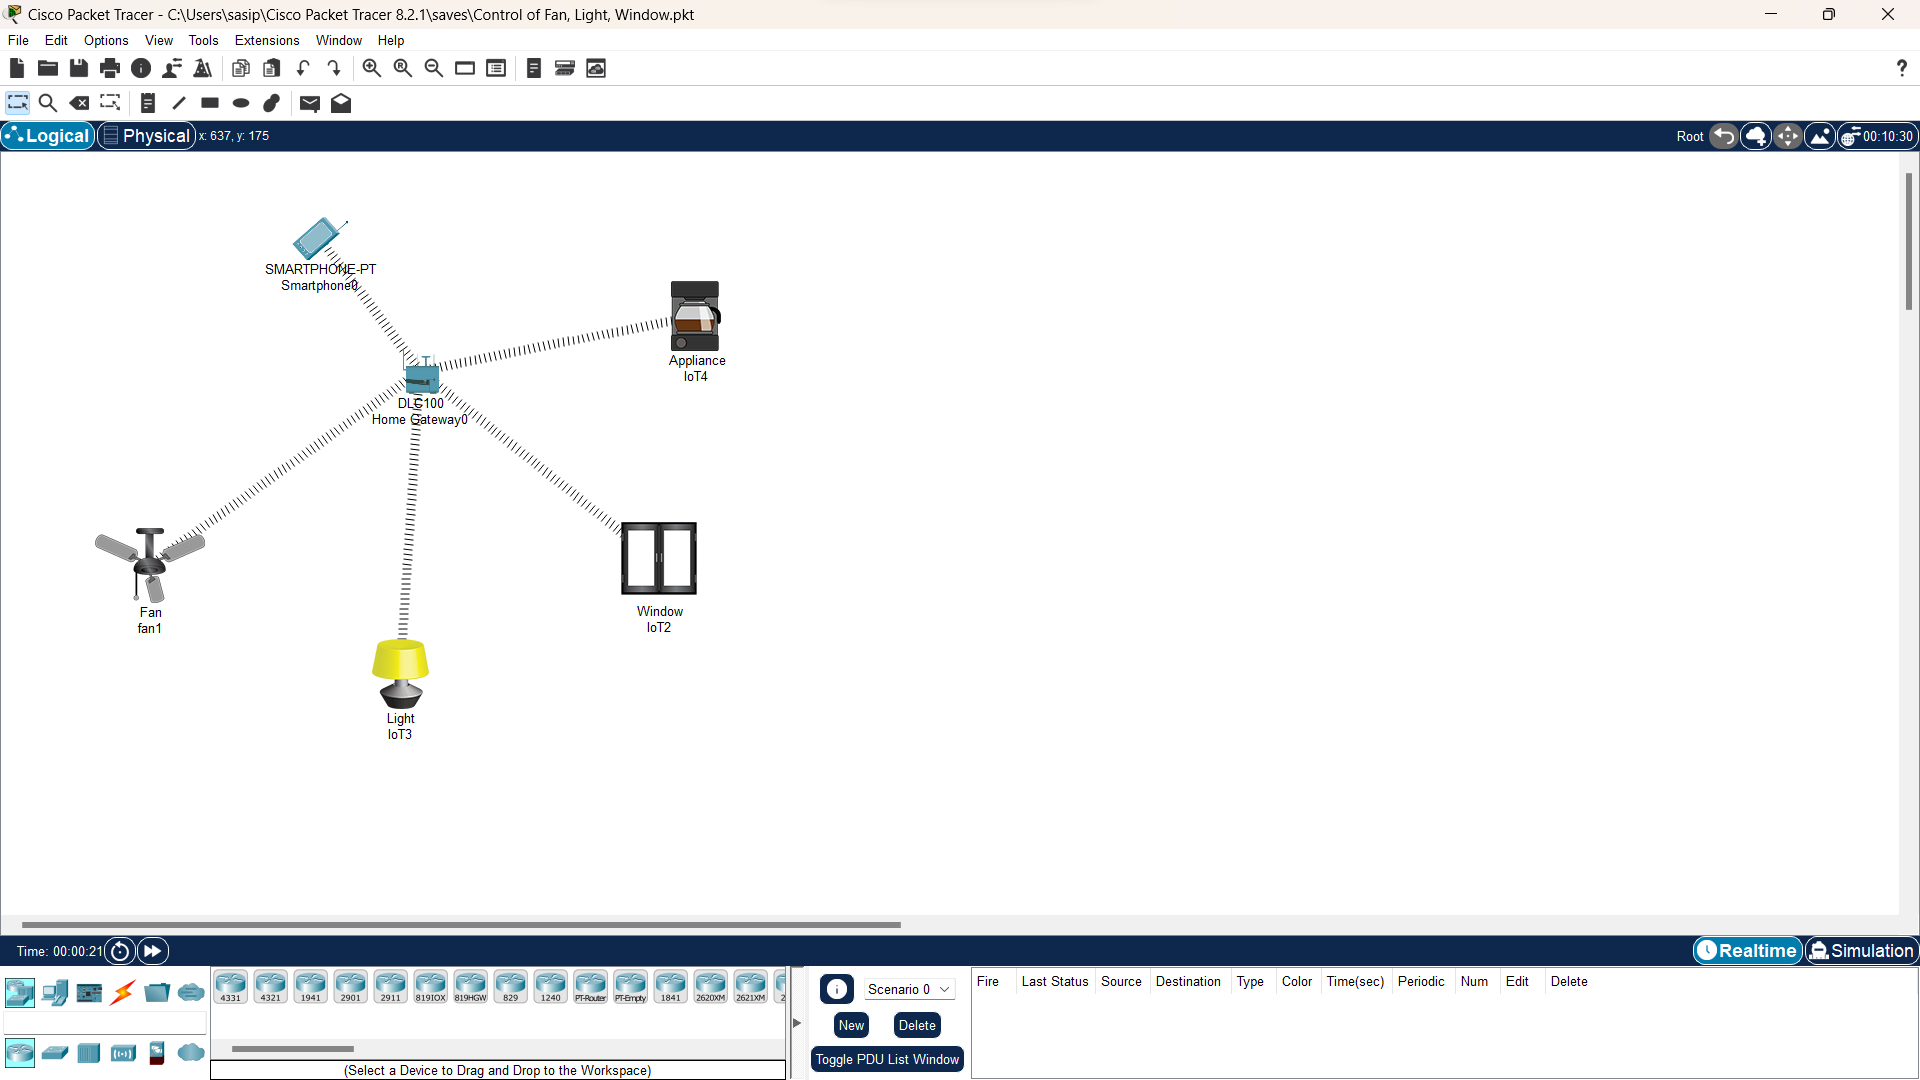 Cisco Packet Tracer - C:\Users\sasip\Cisco Packet Tracer 8.2.1\saves\Control of Fan, Light, Window.pkt
File Edit Options View Tools Extensions Window Help
?
Logical Physical x: 637, y: 175 Root 00:10:30
SMARTPHONE-PT
Smartphone0
Appliance
IoT4
DLC100
Home Gateway0
Fan
fan1
Window
IoT2
Light
IoT3
Time: 00:00:21 Realtime Simulation
4331 4321 1941 2901 2911 819IOX 819HGW 829 1240 PT-Router PT-Empty 1841 2620XM 2621XM 2
Scenario 0
New Delete
Toggle PDU List Window
Fire Last Status Source Destination Type Color Time(sec) Periodic Num Edit Delete
(Select a Device to Drag and Drop to the Workspace)